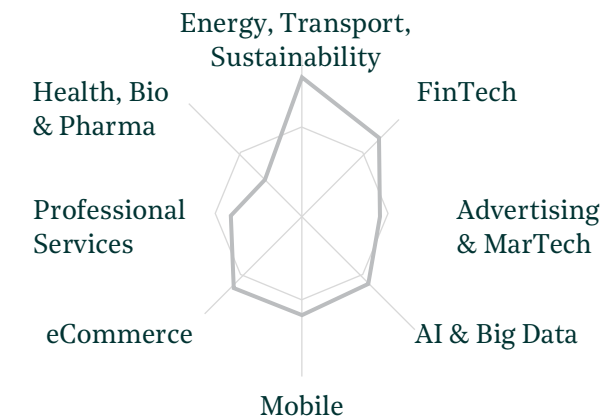 Energy, Transport,
Sustainability
Health, Bio
& Pharma
FinTech
Professional
Services
Advertising
& MarTech
eCommerce
AI & Big Data
Mobile